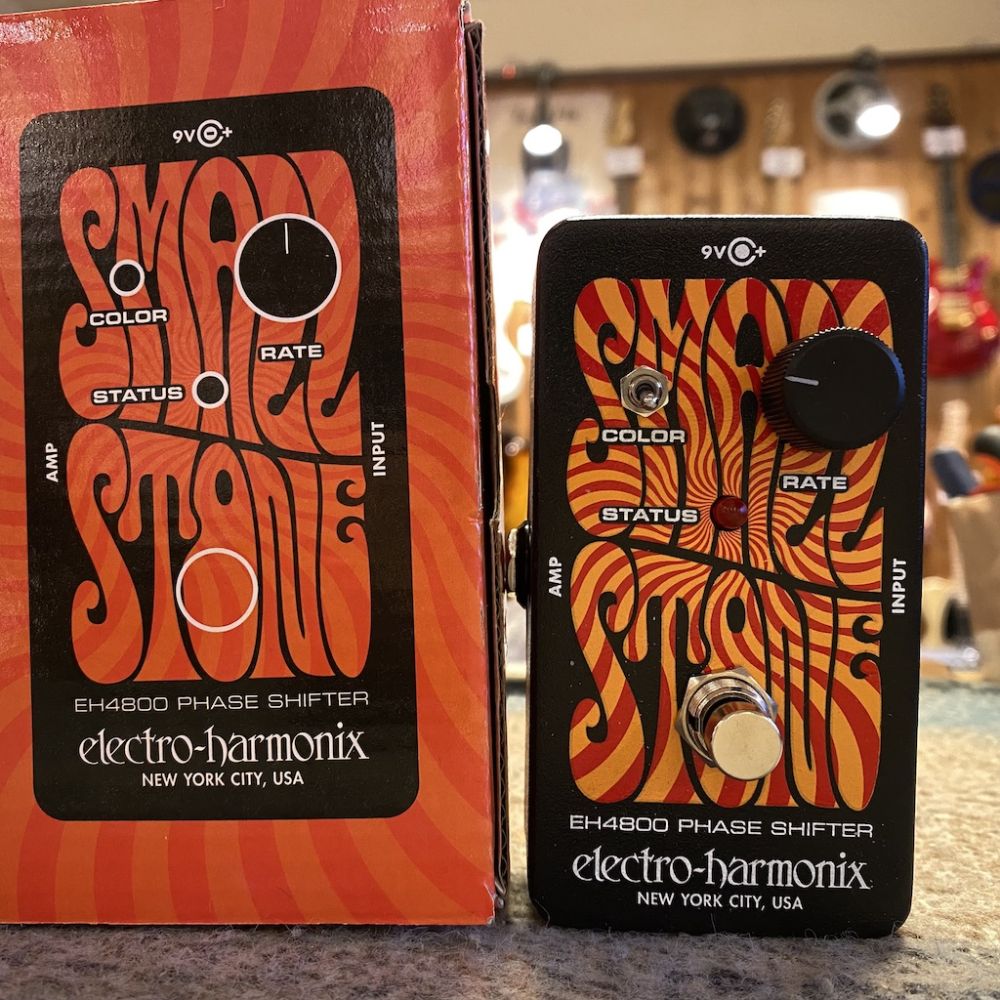 9V +
SMALL
COLOR
RATE
STATUS
AMP
INPUT
STONE
EH4800 PHASE SHIFTER
electro-harmonix
NEW YORK CITY, USA
9V +
SMALL
COLOR
RATE
STATUS
AMP
INPUT
STONE
EH4800 PHASE SHIFTER
electro-harmonix
NEW YORK CITY, USA